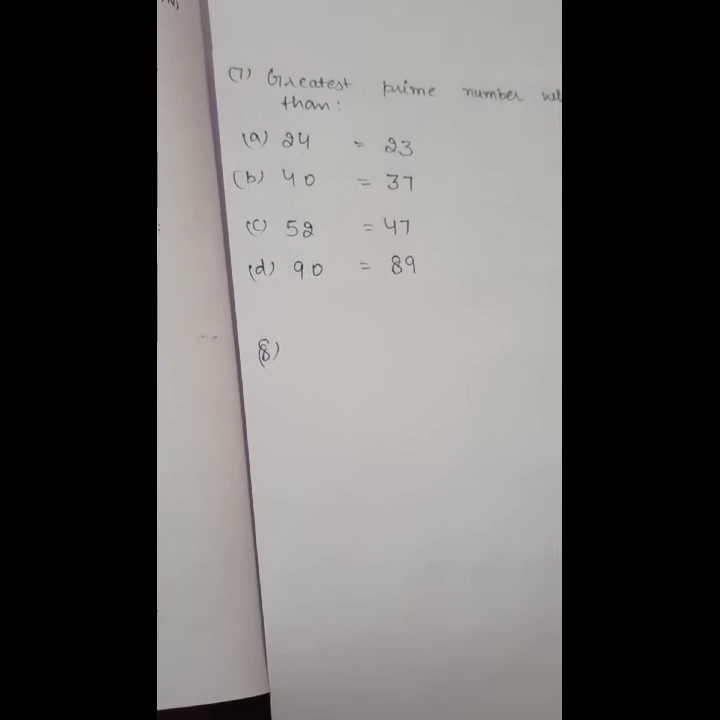 (7) Greatest prime number
than:
(a) 24 = 23
(b) 40 = 37
(c) 52 = 47
(d) 90 = 89
(8)